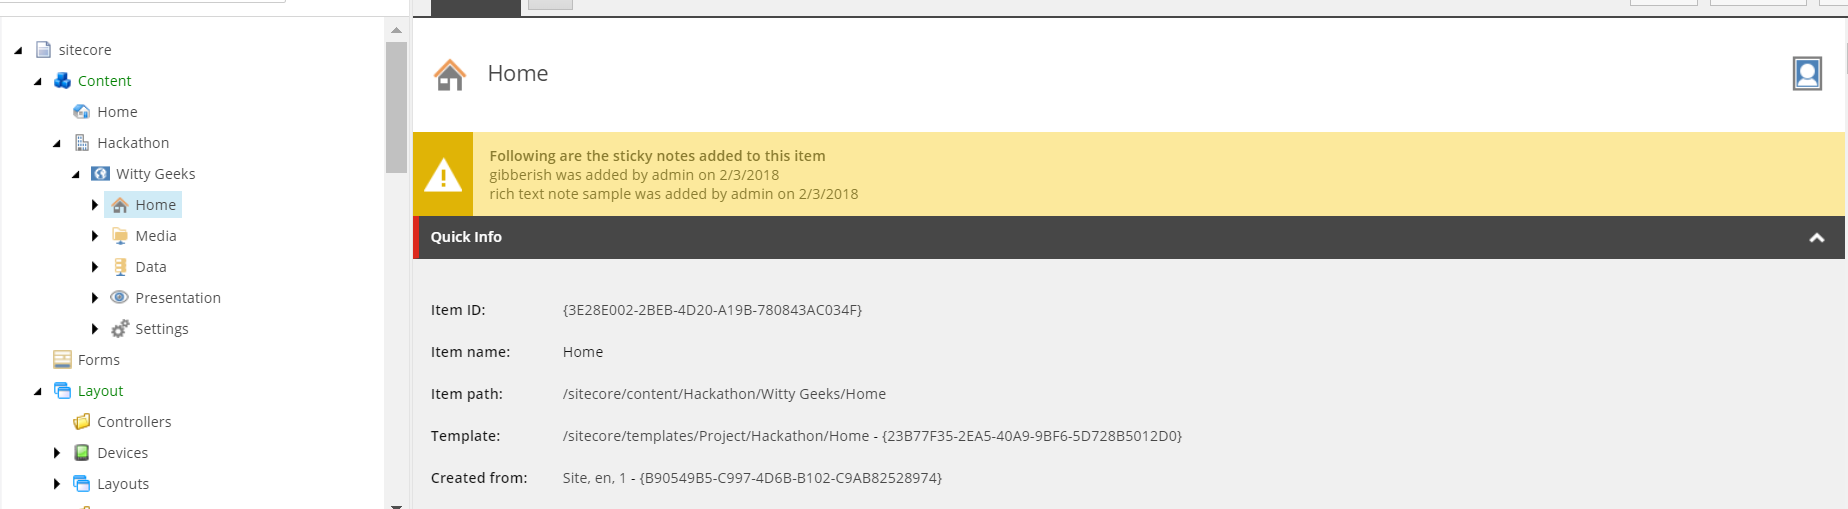 sitecore
Content
Home
Hackathon
Witty Geeks
Home
Media
Data
Presentation
Settings
Forms
Layout
Controllers
Devices
Layouts
Home
Following are the sticky notes added to this item
gibberish was added by admin on 2/3/2018
rich text note sample was added by admin on 2/3/2018
Quick Info
Item ID: {3E28E002-2BEB-4D20-A19B-780843AC034F}
Item name: Home
Item path: /sitecore/content/Hackathon/Witty Geeks/Home
Template: /sitecore/templates/Project/Hackathon/Home - {23B77F35-2EA5-40A9-9BF6-5D728B5012D0}
Created from: Site, en, 1 - {B90549B5-C997-4D6B-B102-C9AB82528974}